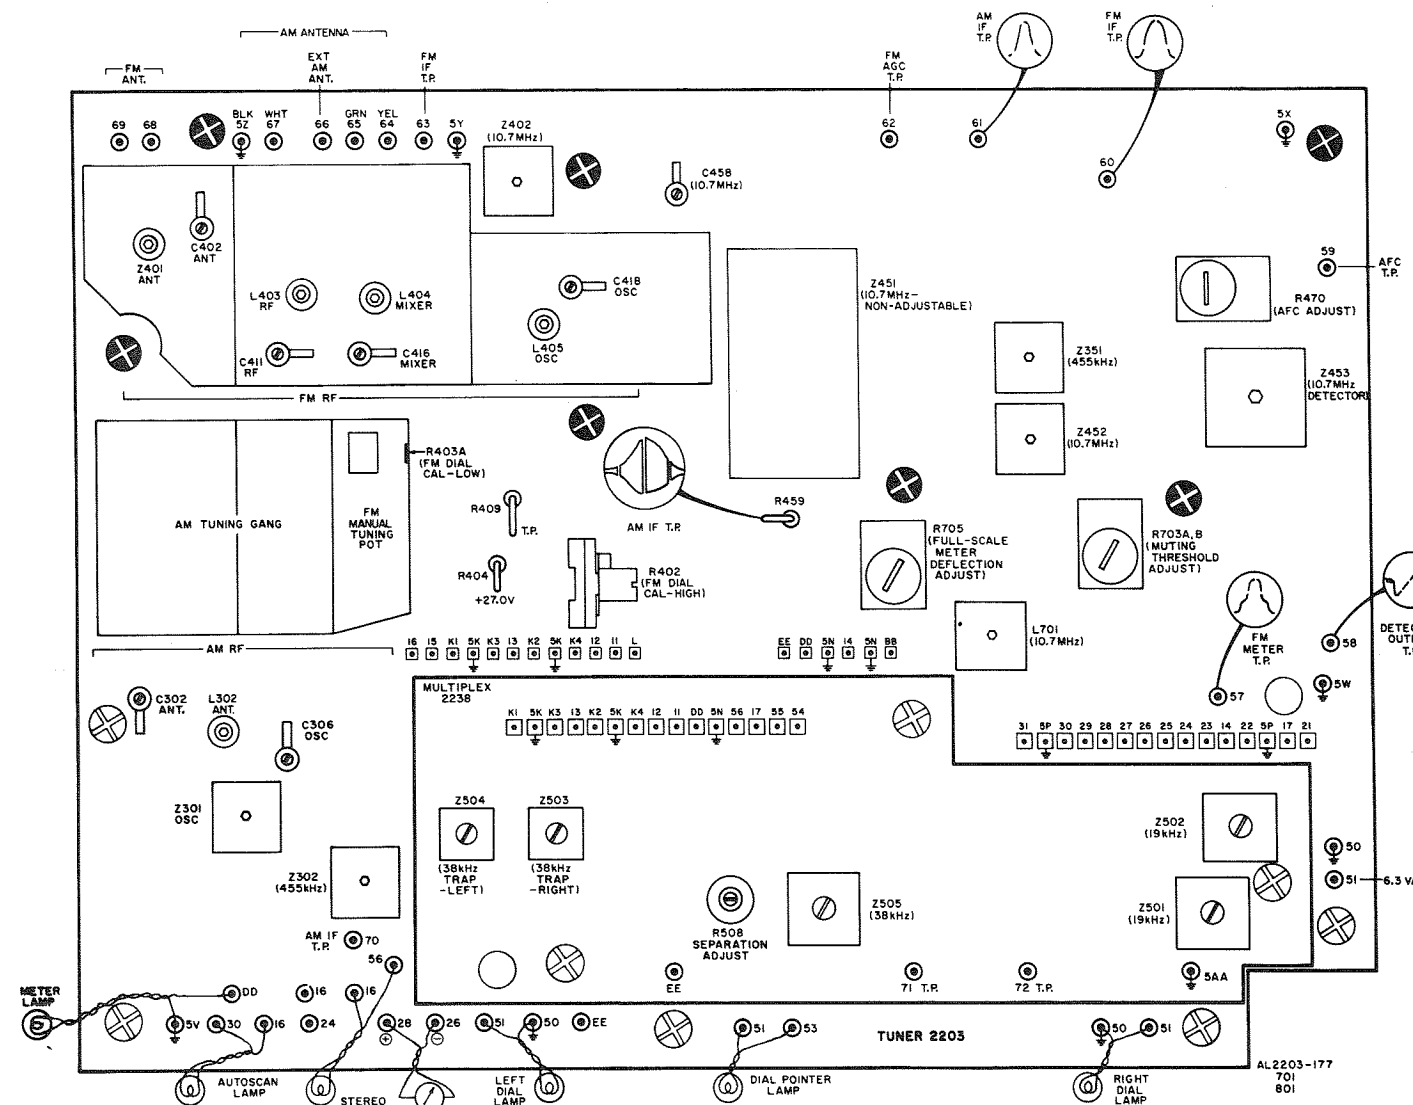 AM ANTENNA
FM
ANT.
EXT
AM
ANT.
FM
IF
T.P.
FM
AGC
T.P.
AM
IF
T.P.
FM
IF
T.P.
69 68
BLK
5Z
WHT
67
66
GRN
65
YEL
64
63
5Y
62
61
60
5X
Z402
(10.7MHz)
C458
(10.7MHz)
C402
ANT
Z401
ANT
L403
RF
L404
MIXER
C418
OSC
L405
OSC
C411
RF
C416
MIXER
Z451
(10.7MHz-
NON-ADJUSTABLE)
59
AFC
T.P.
R470
(AFC ADJUST)
Z351
(455kHz)
Z453
(10.7MHz
DETECTOR)
Z452
(10.7MHz)
FM RF
R403A
(FM DIAL
CAL-LOW)
AM TUNING GANG
FM
MANUAL
TUNING
POT
R409
T.P.
R404
+27.0V
AM IF T.P.
R459
R402
(FM DIAL
CAL-HIGH)
R705
(FULL-SCALE
METER
DEFLECTION
ADJUST)
R703A,B
(MUTING
THRESHOLD
ADJUST)
L701
(10.7MHz)
FM
METER
T.P.
58
57
5W
AM RF
16 15 K1 5K K3 13 K2 5K K4 12 11 L
EE DD 5N 14 5N BB
MULTIPLEX
2238
K1 5K K3 13 K2 5K K4 12 11 DD 5N 56 17 55 54
31 5P 30 29 28 27 26 25 24 23 14 22 5P 17 21
C302
ANT.
L302
ANT.
C306
OSC
Z301
OSC
Z302
(455kHz)
Z504
(38kHz
TRAP
-LEFT)
Z503
(38kHz
TRAP
-RIGHT)
Z502
(19kHz)
50
51
6.3
R508
SEPARATION
ADJUST
Z505
(38kHz)
Z501
(19kHz)
AM IF
T.P.
70
56
EE
71 T.P.
72 T.P.
5AA
METER
LAMP
DD
16
16
5V
30
16
24
28
26
51
50
EE
51
53
TUNER 2203
50
51
AUTOSCAN
LAMP
STEREO
LEFT
DIAL
LAMP
DIAL POINTER
LAMP
RIGHT
DIAL
LAMP
AL2203-177
701
801